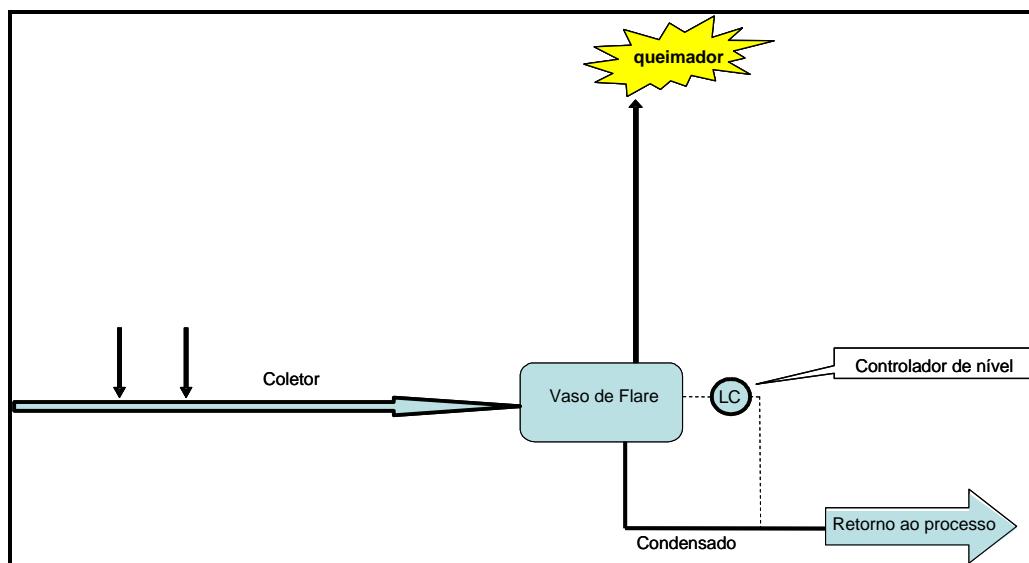 queimador
Coletor
Vaso de Flare
LC
Controlador de nível
Retorno ao processo
Condensado